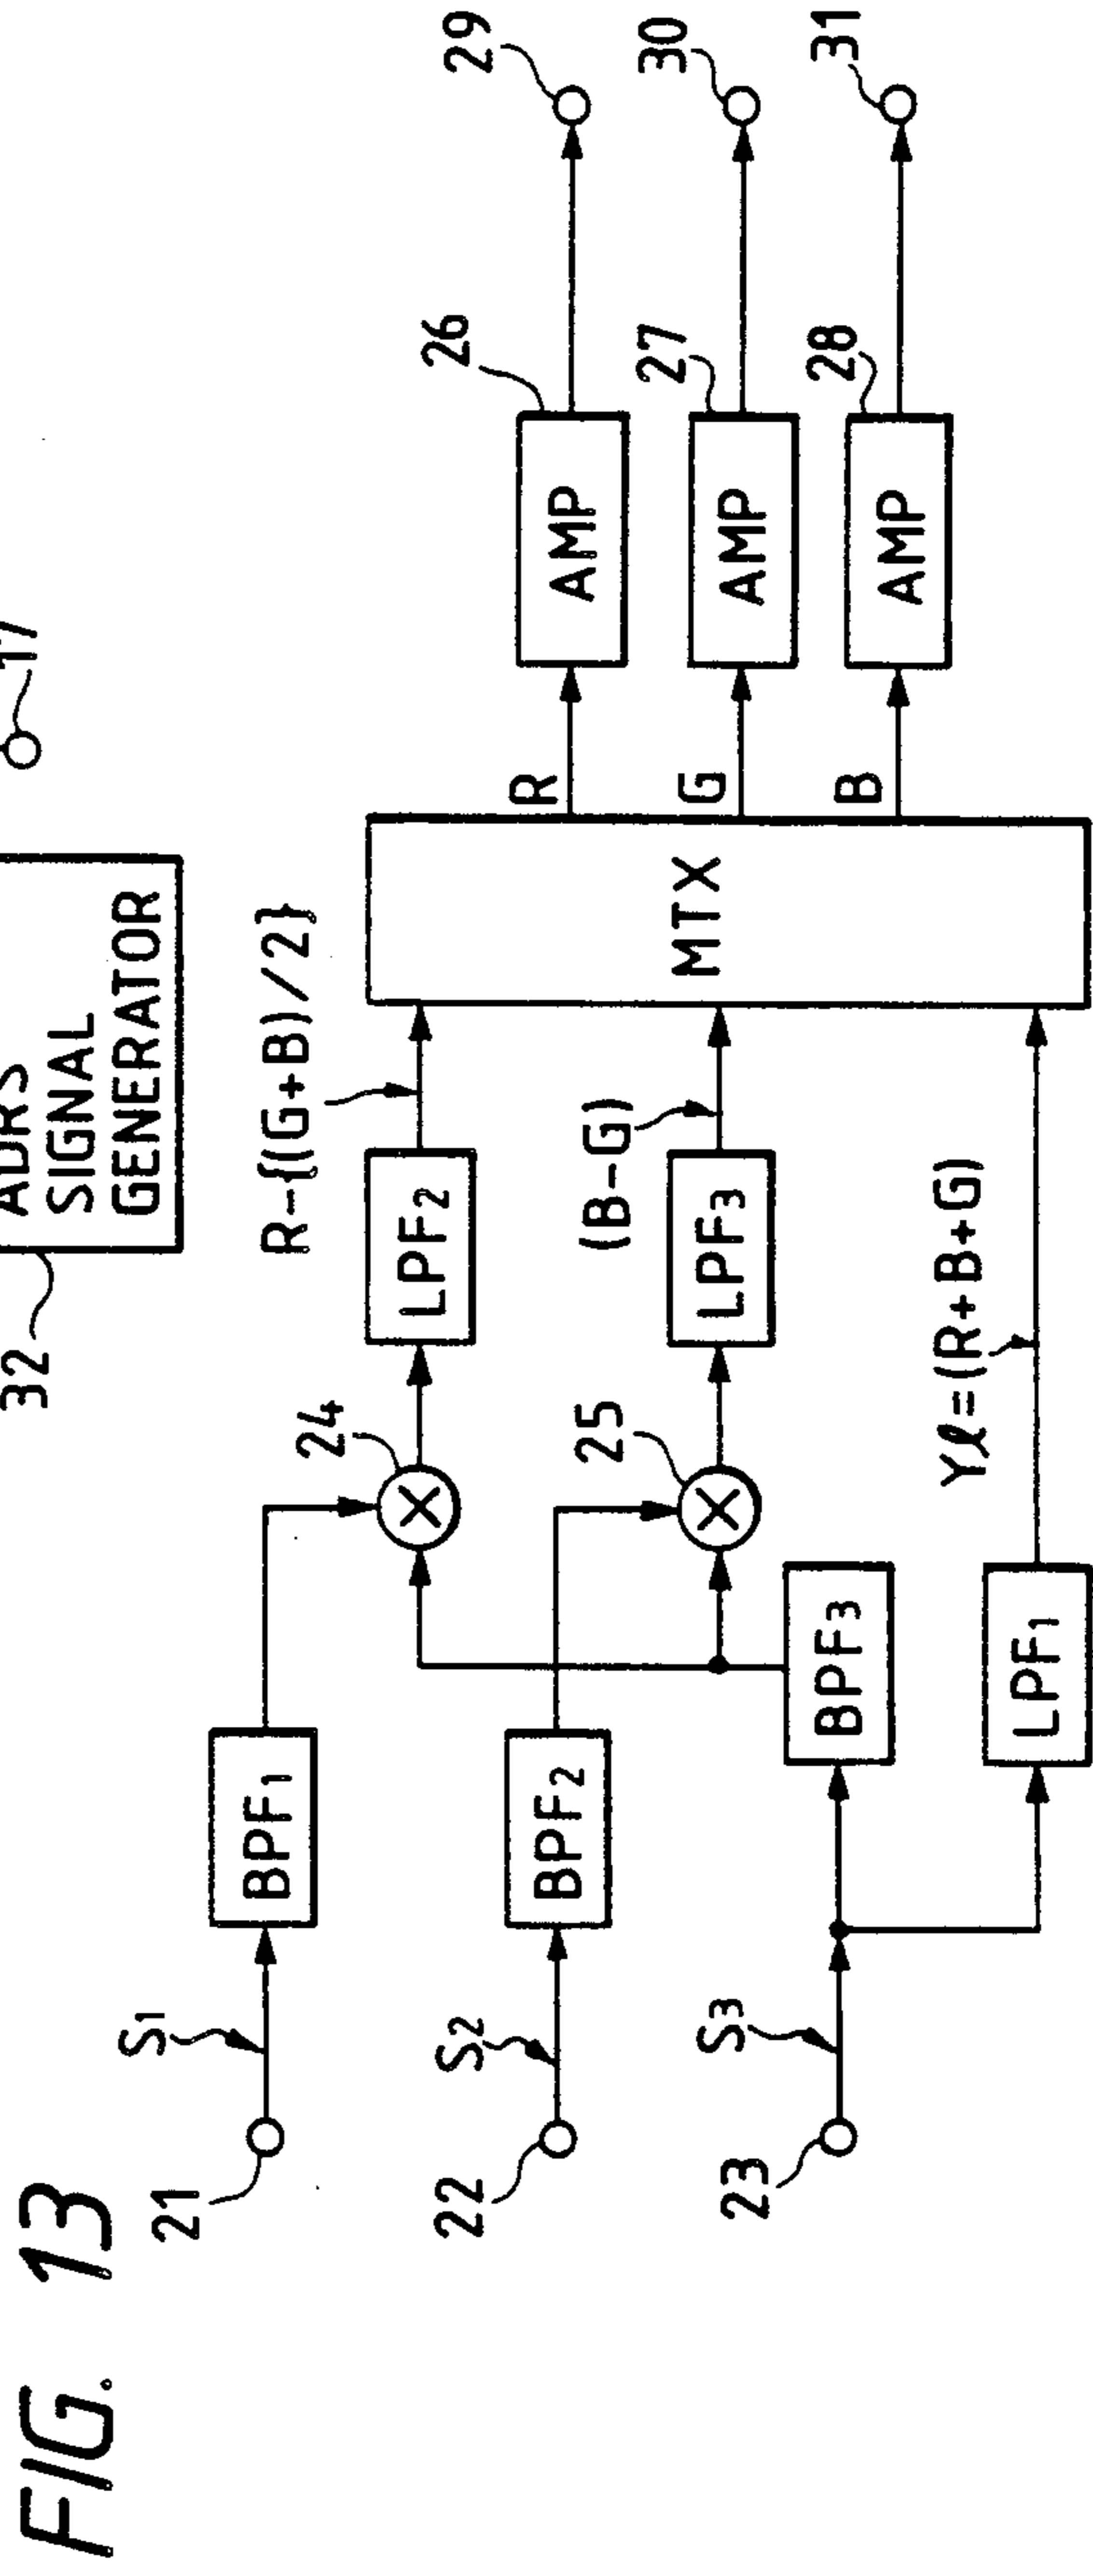 ADRS
SIGNAL
GENERATOR
32
17
FIG. 13
21
S1
BPF1
24
LPF2
R-{(G+B)/2}
22
S2
BPF2
25
LPF3
(B-G)
23
S3
BPF3
LPF1
Yℓ=(R+B+G)
MTX
R
G
B
AMP
26
29
AMP
27
30
AMP
28
31